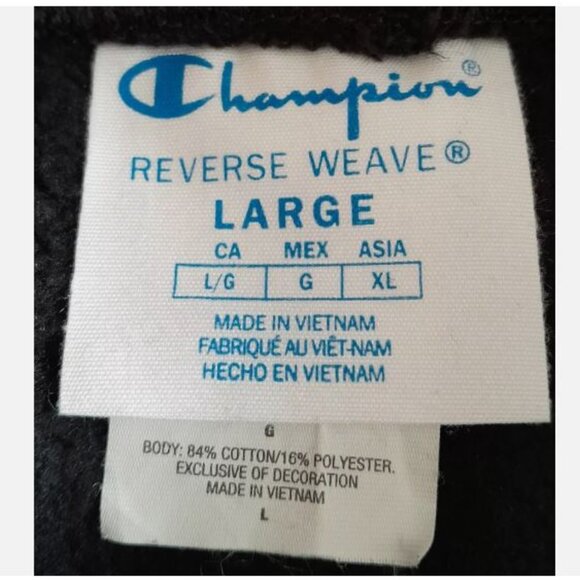 Champion®
REVERSE WEAVE®
LARGE
CA MEX ASIA
L/G G XL
MADE IN VIETNAM
FABRIQUÉ AU VIÊT-NAM
HECHO EN VIETNAM
G
BODY: 84% COTTON/16% POLYESTER.
EXCLUSIVE OF DECORATION
MADE IN VIETNAM
L